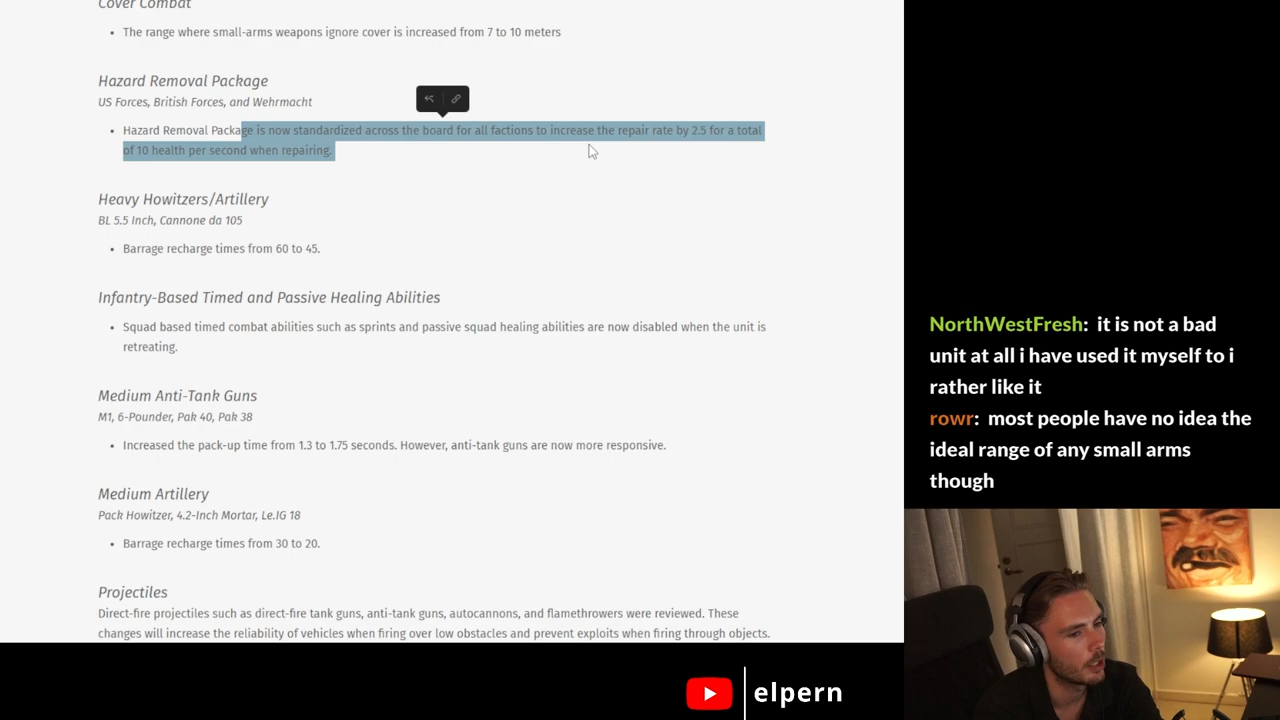 Cover Combat
• The range where small-arms weapons ignore cover is increased from 7 to 10 meters
Hazard Removal Package
US Forces, British Forces, and Wehrmacht
• Hazard Removal Package is now standardized across the board for all factions to increase the repair rate by 2.5 for a total
of 10 health per second when repairing.
Heavy Howitzers/Artillery
BL 5.5 Inch, Cannone da 105
• Barrage recharge times from 60 to 45.
Infantry-Based Timed and Passive Healing Abilities
• Squad based timed combat abilities such as sprints and passive squad healing abilities are now disabled when the unit is
retreating.
Medium Anti-Tank Guns
M1, 6-Pounder, Pak 40, Pak 38
• Increased the pack-up time from 1.3 to 1.75 seconds. However, anti-tank guns are now more responsive.
Medium Artillery
Pack Howitzer, 4.2-Inch Mortar, Le.IG 18
• Barrage recharge times from 30 to 20.
Projectiles
Direct-fire projectiles such as direct-fire tank guns, anti-tank guns, autocannons, and flamethrowers were reviewed. These
changes will increase the reliability of vehicles when firing over low obstacles and prevent exploits when firing through objects.
NorthWestFresh: it is not a bad
unit at all i have used it myself to i
rather like it
rowr: most people have no idea the
ideal range of any small arms
though
elpern